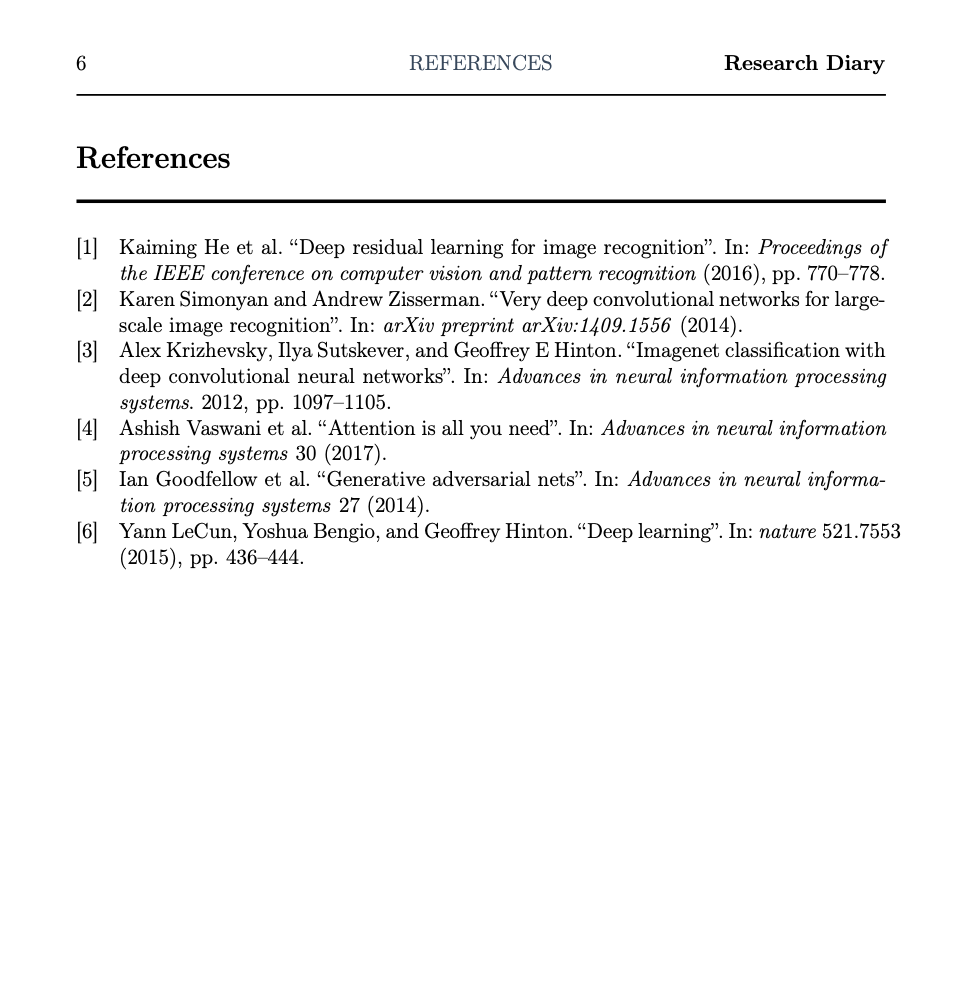 6 REFERENCES Research Diary
References
[1] Kaiming He et al. “Deep residual learning for image recognition”. In: Proceedings of
the IEEE conference on computer vision and pattern recognition (2016), pp. 770–778.
[2] Karen Simonyan and Andrew Zisserman. “Very deep convolutional networks for large-
scale image recognition”. In: arXiv preprint arXiv:1409.1556 (2014).
[3] Alex Krizhevsky, Ilya Sutskever, and Geoffrey E Hinton. “Imagenet classification with
deep convolutional neural networks”. In: Advances in neural information processing
systems. 2012, pp. 1097–1105.
[4] Ashish Vaswani et al. “Attention is all you need”. In: Advances in neural information
processing systems 30 (2017).
[5] Ian Goodfellow et al. “Generative adversarial nets”. In: Advances in neural informa-
tion processing systems 27 (2014).
[6] Yann LeCun, Yoshua Bengio, and Geoffrey Hinton. “Deep learning”. In: nature 521.7553
(2015), pp. 436–444.